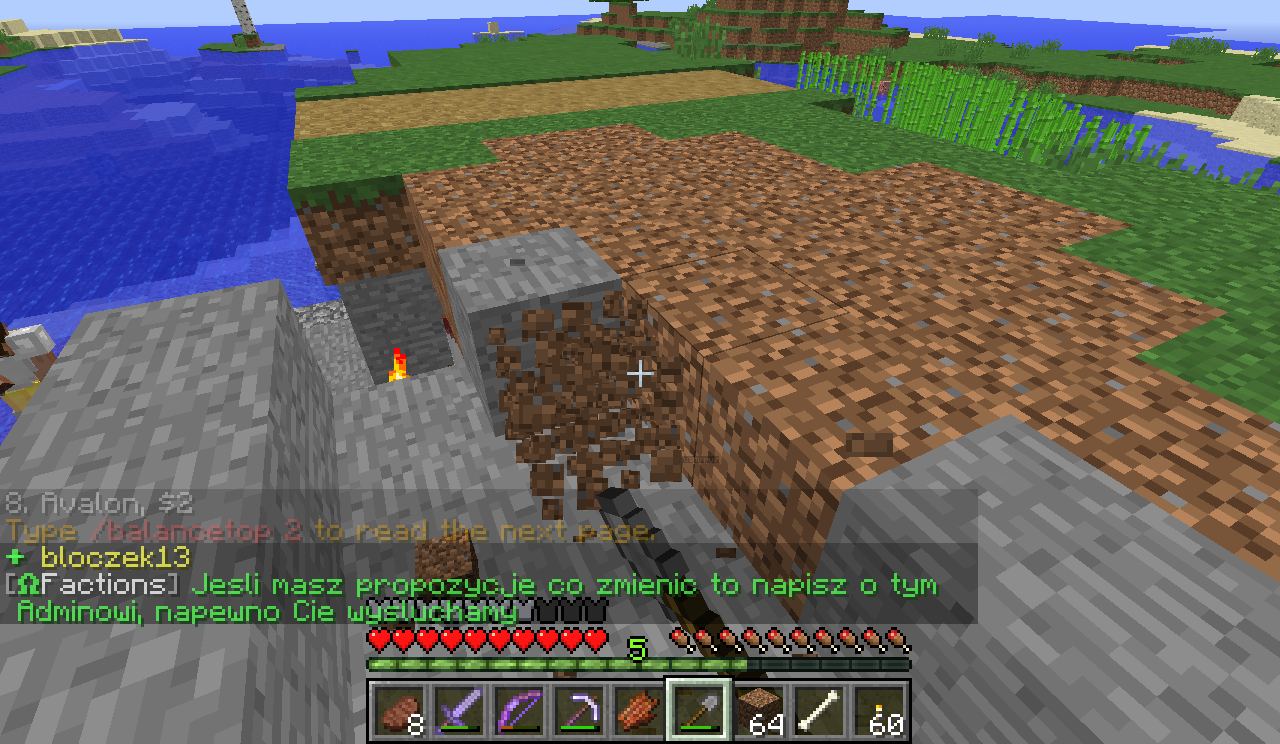 8. Avalon, $2
Type /balancetop 2 to read the next page.
+ bloczek13
[ΩFactions] Jesli masz propozycje co zmienic to napisz o tym
Adminowi, napewno Cie wysluchamy
5
8 64 60